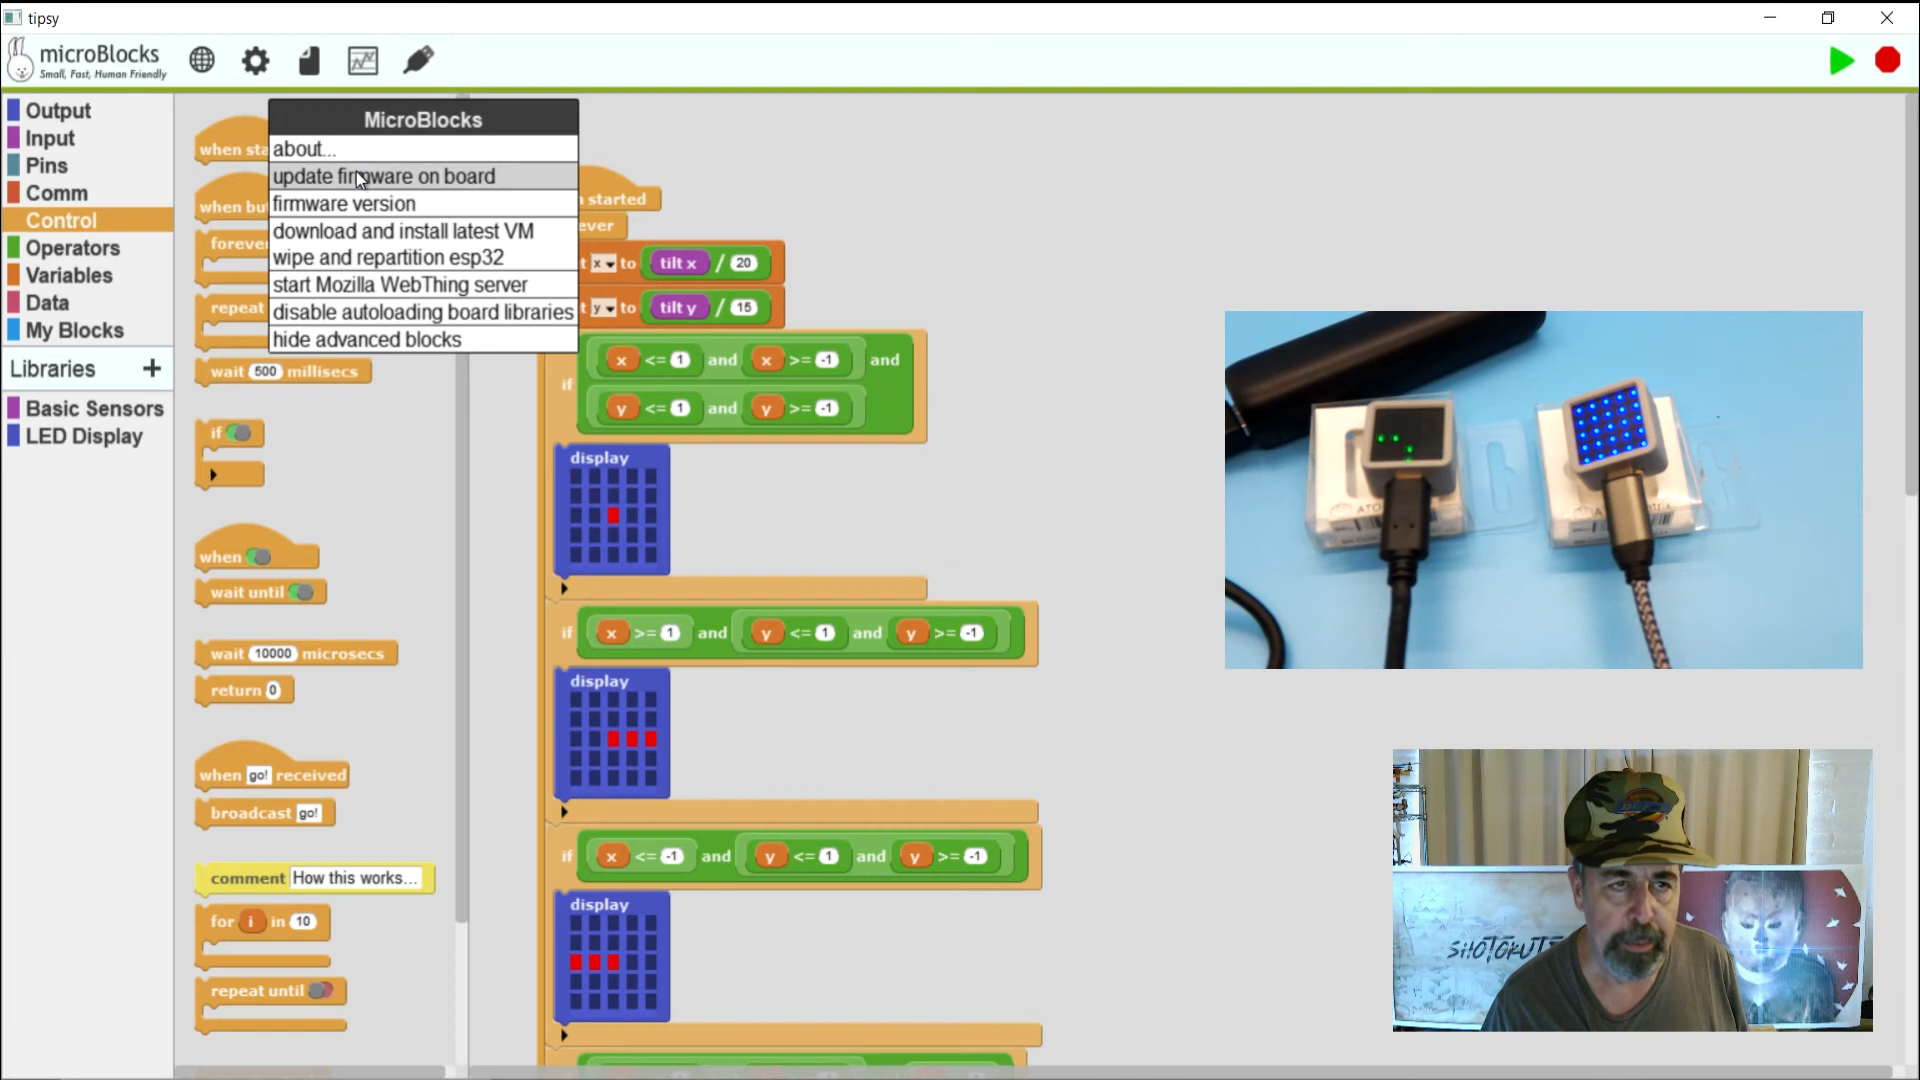 tipsy
microBlocks
Small, Fast, Human Friendly
Output
Input
Pins
Comm
Control
Operators
Variables
Data
My Blocks
Libraries +
Basic Sensors
LED Display
MicroBlocks
about...
update firmware on board
firmware version
download and install latest VM
wipe and repartition esp32
start Mozilla WebThing server
disable autoloading board libraries
hide advanced blocks
when sta
when but
forever
repeat
wait 500 millisecs
if
when
wait until
wait 10000 microsecs
return 0
when go! received
broadcast go!
comment How this works...
for i in 10
repeat until
started
ever
t x to tilt x / 20
t y to tilt y / 15
if x <= 1 and x >= -1 and
y <= 1 and y >= -1
display
if x >= 1 and y <= 1 and y >= -1
display
if x <= -1 and y <= 1 and y >= -1
display
if